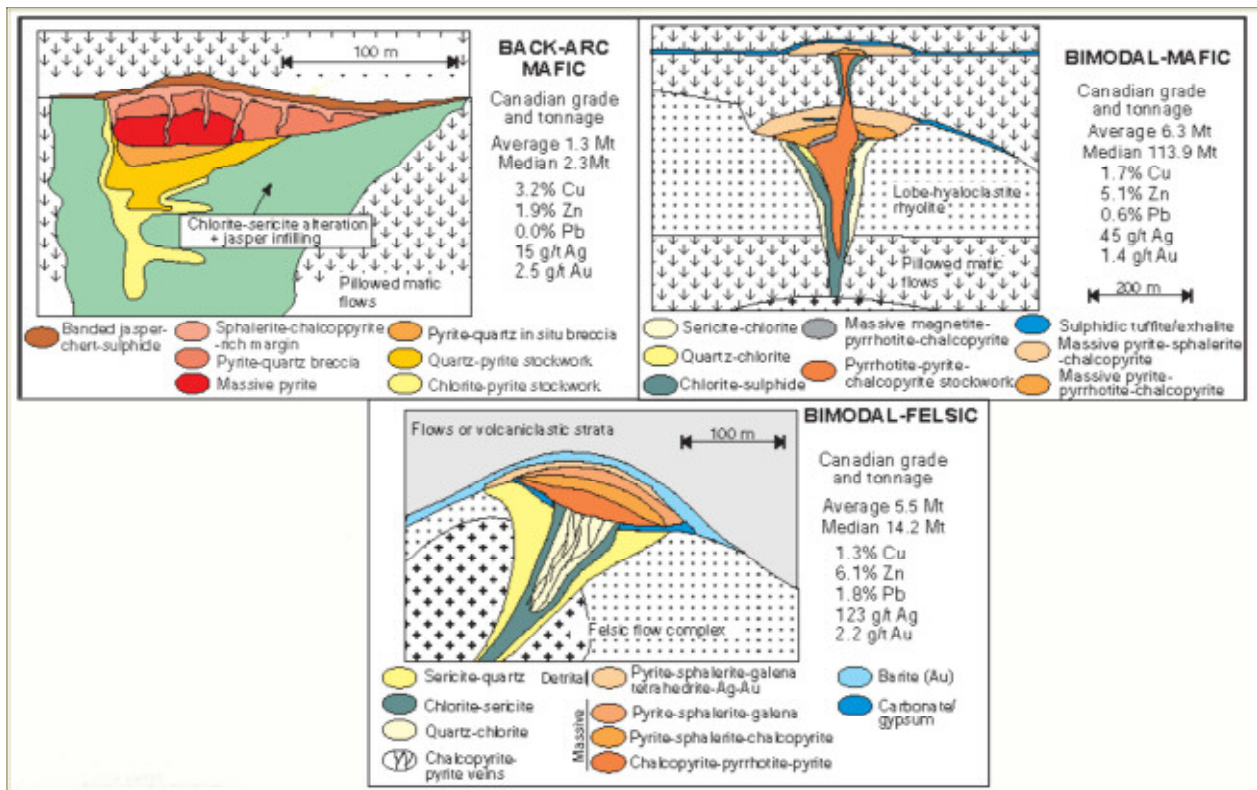 100 m
BACK-ARC
MAFIC
Canadian grade
and tonnage
Average 1.3 Mt
Median 2.3Mt
3.2% Cu
1.9% Zn
0.0% Pb
15 g/t Ag
2.5 g/t Au
Chlorite-sericite alteration
+ jasper infilling
Pillowed mafic
flows
Banded jasper-
chert-sulphide
Sphalerite-chalcoppyrite
-rich margin
Pyrite-quartz breccia
Massive pyrite
Pyrite-quartz in situ breccia
Quartz-pyrite stockwork
Chlorite-pyrite stockwork
BIMODAL-MAFIC
Canadian grade
and tonnage
Average 6.3 Mt
Median 113.9 Mt
1.7% Cu
5.1% Zn
0.6% Pb
45 g/t Ag
1.4 g/t Au
200 m
Lobe-hyaloclastite
rhyolite
Pillowed mafic
flows
Sericite-chlorite
Quartz-chlorite
Chlorite-sulphide
Massive magnetite-
pyrrhotite-chalcopyrite
Pyrrhotite-pyrite-
chalcopyrite stockwork
Sulphidic tuffite/exhalite
Massive pyrite-sphalerite
-chalcopyrite
Massive pyrite-
pyrrhotite-chalcopyrite
BIMODAL-FELSIC
Flows or volcaniclastic strata
100 m
Canadian grade
and tonnage
Average 5.5 Mt
Median 14.2 Mt
1.3% Cu
6.1% Zn
1.8% Pb
123 g/t Ag
2.2 g/t Au
Felsic flow complex
Sericite-quartz
Chlorite-sericite
Quartz-chlorite
Chalcopyrite-
pyrite veins
Detrital
Pyrite-sphalerite-galena
tetrahedrite-Ag-Au
Massive
Pyrite-sphalerite-galena
Pyrite-sphalerite-chalcopyrite
Chalcopyrite-pyrrhotite-pyrite
Barite (Au)
Carbonate/
gypsum